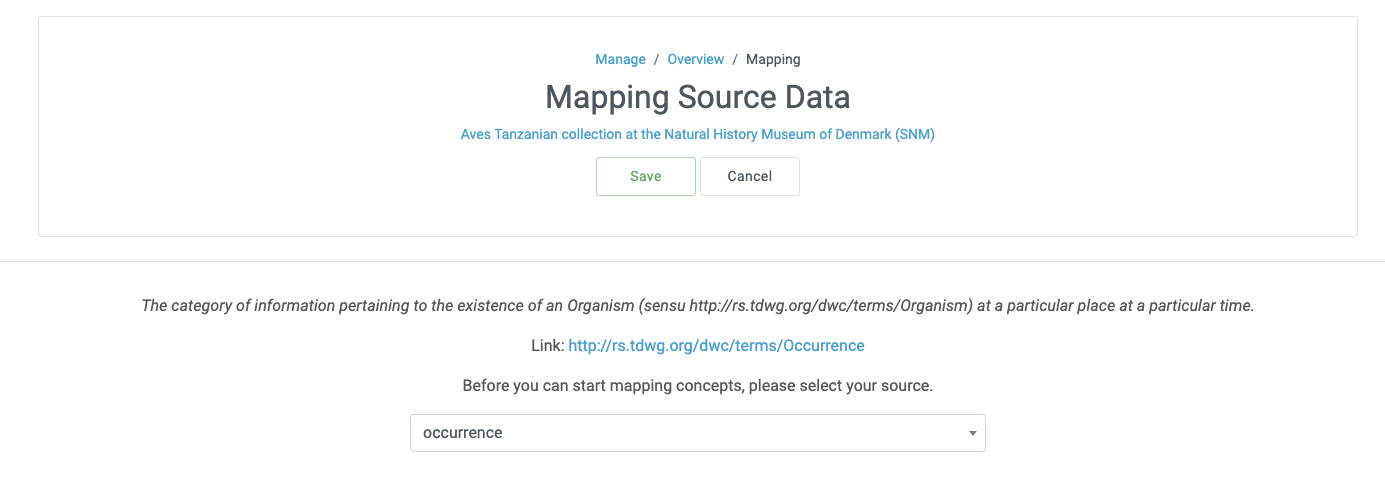 Manage / Overview / Mapping
Mapping Source Data
Aves Tanzanian collection at the Natural History Museum of Denmark (SNM)
Save Cancel
The category of information pertaining to the existence of an Organism (sensu http://rs.tdwg.org/dwc/terms/Organism) at a particular place at a particular time.
Link: http://rs.tdwg.org/dwc/terms/Occurrence
Before you can start mapping concepts, please select your source.
occurrence